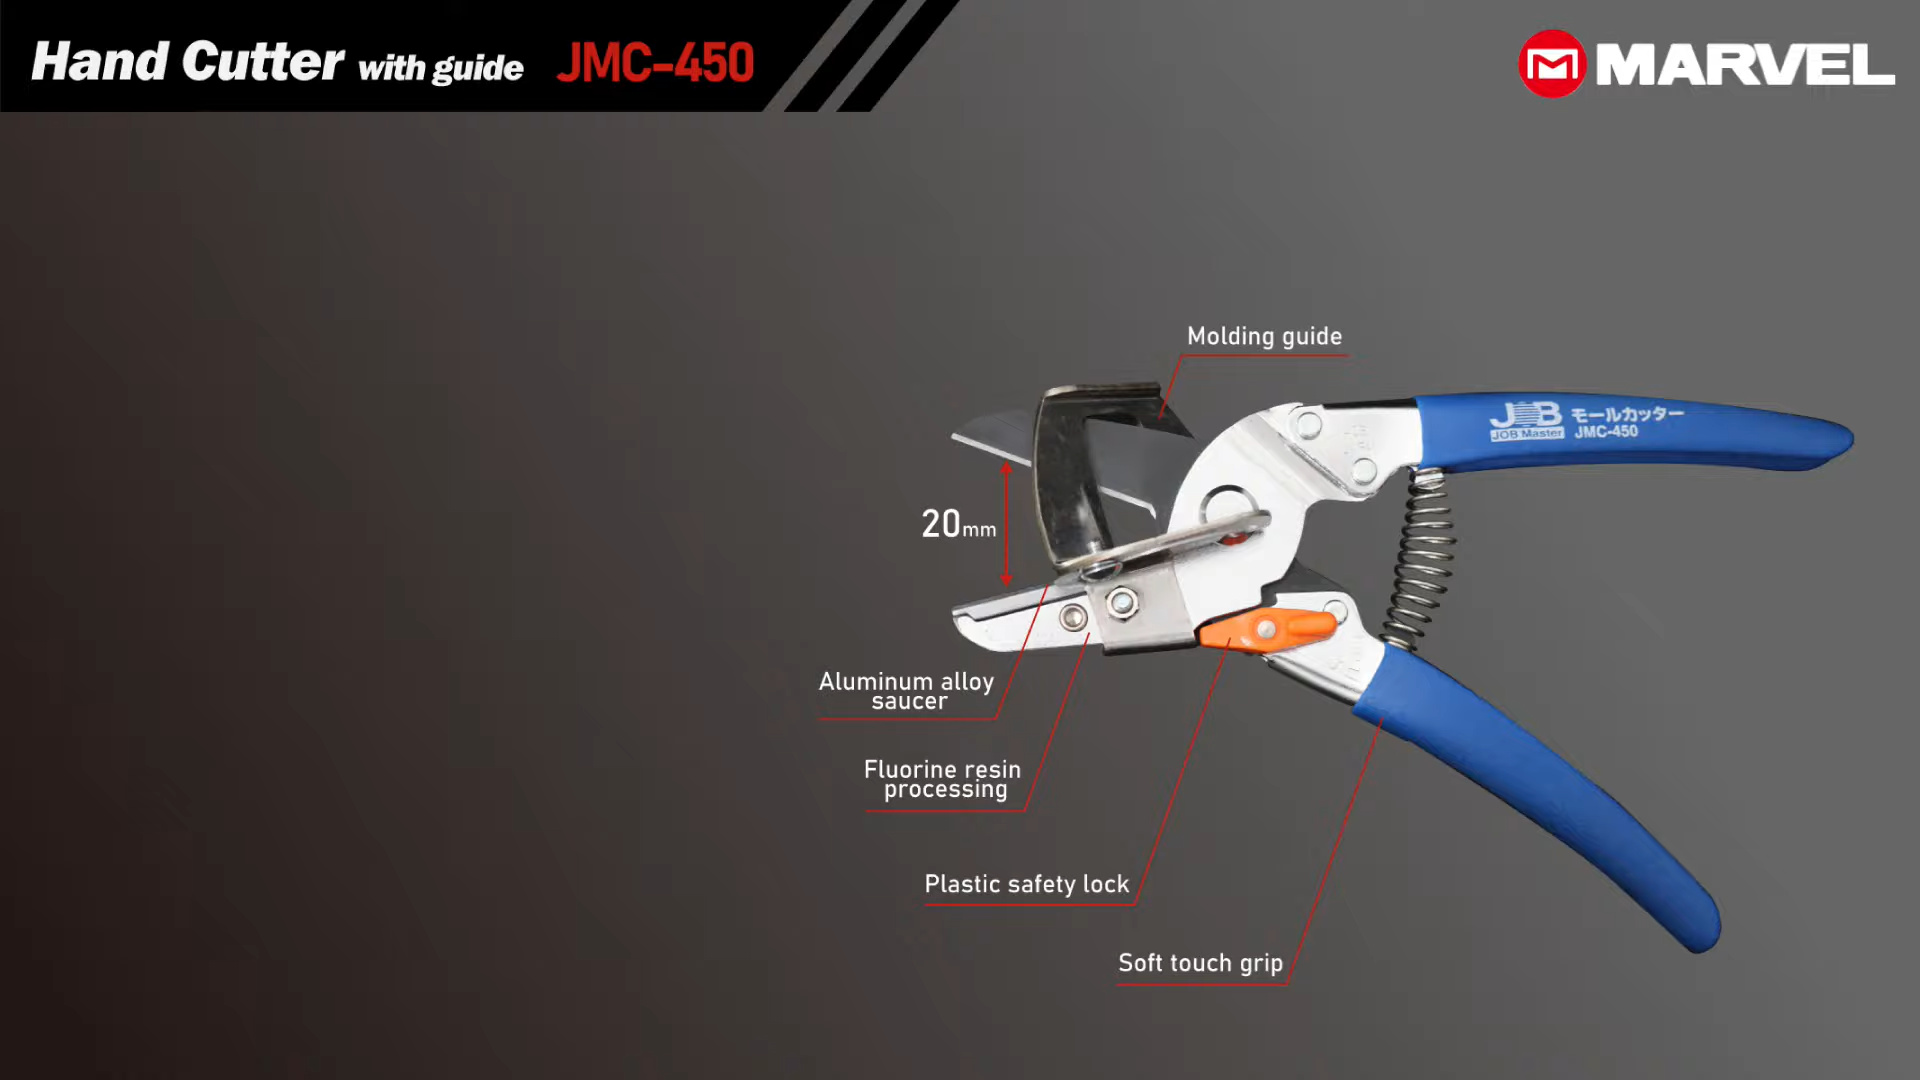 Hand Cutter with guide JMC-450
MARVEL
Molding guide
JOB モールカッター
JOB Master JMC-450
20mm
Aluminum alloy
saucer
Fluorine resin
processing
Plastic safety lock
Soft touch grip